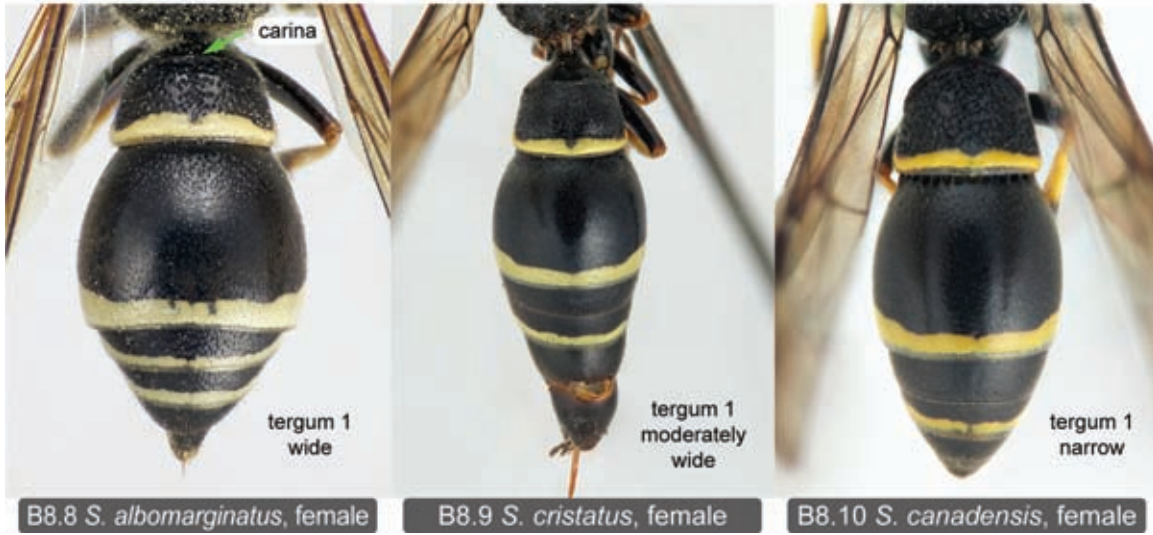 carina
tergum 1
wide
tergum 1
moderately
wide
tergum 1
narrow
B8.8 S. albomarginatus, female
B8.9 S. cristatus, female
B8.10 S. canadensis, female